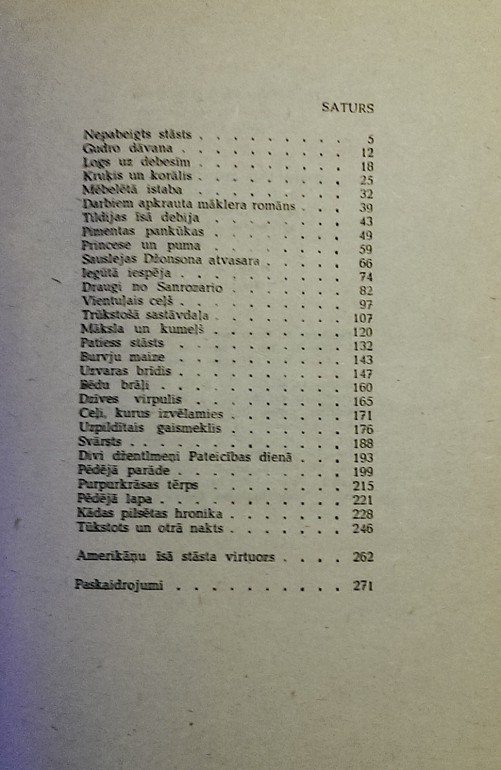 SATURS
Nepabeigts stāsts . . . . . . . . . 5
Gudro dāvana . . . . . . . . . . 12
Logs uz debesīm . . . . . . . . . 18
Kruķis un korālis . . . . . . . . . 25
Mēbelētā istaba . . . . . . . . . 32
Darbiem apkrauta māklera romāns . . . 39
Tildijas īsā debija . . . . . . . . 43
Pimentas pankūkas . . . . . . . . 49
Princese un puma . . . . . . . . 59
Sauslejas Džonsona atvasara . . . . . 66
Iegūtā iespēja . . . . . . . . . . 74
Draugi no Sanrozario . . . . . . . 82
Vientuļais ceļš . . . . . . . . . . 97
Trūkstošā sastāvdaļa . . . . . . . . 107
Māksla un kumeļš . . . . . . . . 120
Patiess stāsts . . . . . . . . . . 132
Burvju maize . . . . . . . . . . 143
Uzvaras brīdis . . . . . . . . . . 147
Bēdu brāļi . . . . . . . . . . . 160
Dzīves virpulis . . . . . . . . . 165
Ceļi, kurus izvēlamies . . . . . . . 171
Uzpildītais gaismeklis . . . . . . . 176
Svārsts . . . . . . . . . . . . . 188
Divi džentlmeņi Pateicības dienā . . . 193
Pēdējā parāde . . . . . . . . . . 199
Purpurkrāsas tērps . . . . . . . . 215
Pēdējā lapa . . . . . . . . . . . 221
Kādas pilsētas hronika . . . . . . . 228
Tūkstots un otrā nakts . . . . . . . 246
Amerikāņu īsā stāsta virtuozs . . . . 262
Paskaidrojumi . . . . . . . . . . 271